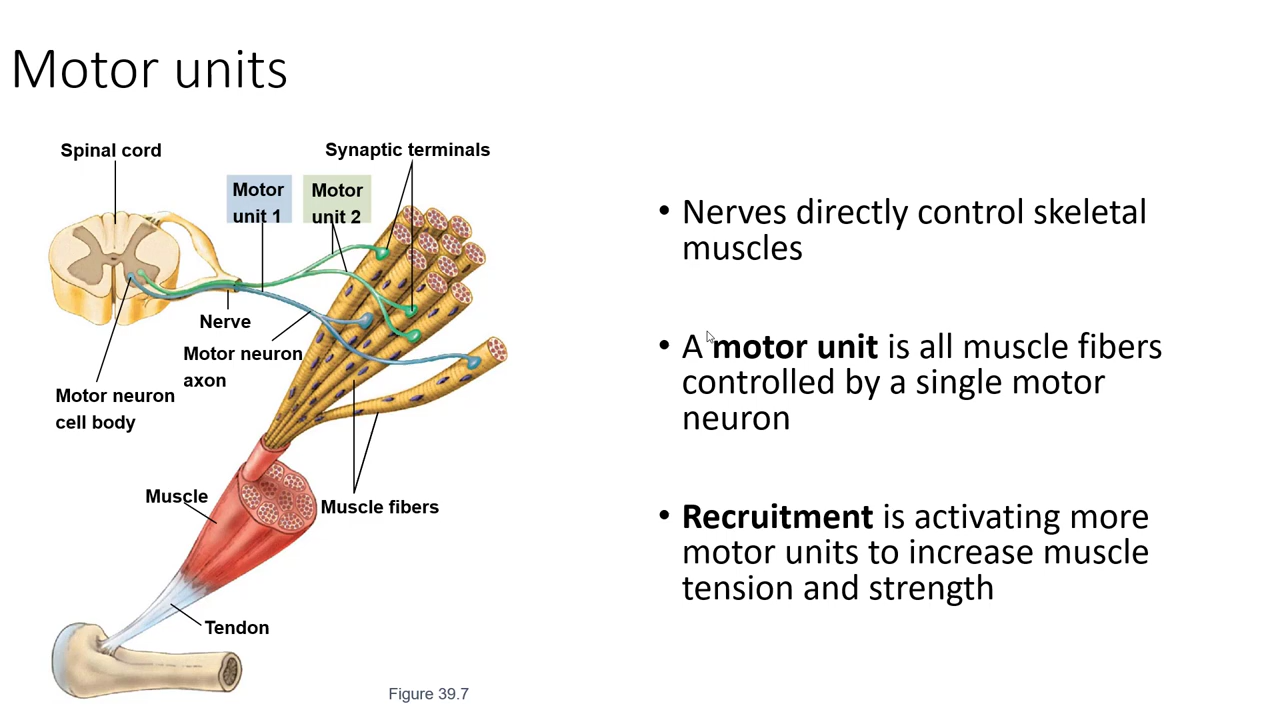 Motor units
Spinal cord
Synaptic terminals
Motor
unit 1
Motor
unit 2
Nerve
Motor neuron
axon
Motor neuron
cell body
Muscle
Muscle fibers
Tendon
Figure 39.7
• Nerves directly control skeletal
muscles
• A motor unit is all muscle fibers
controlled by a single motor
neuron
• Recruitment is activating more
motor units to increase muscle
tension and strength